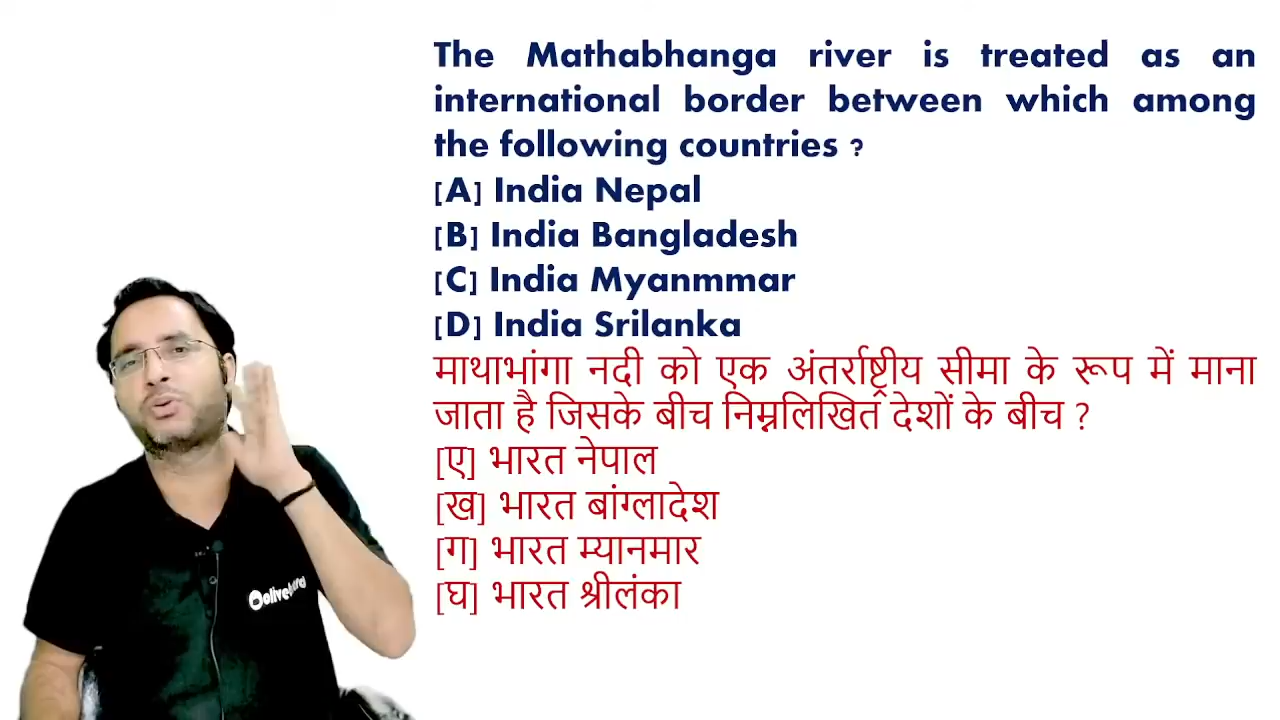 The Mathabhanga river is treated as an
international border between which among
the following countries ?
[A] India Nepal
[B] India Bangladesh
[C] India Myanmmar
[D] India Srilanka
माथाभांगा नदी को एक अंतर्राष्ट्रीय सीमा के रूप में माना
जाता है जिसके बीच निम्नलिखित देशों के बीच ?
[ए] भारत नेपाल
[ख] भारत बांग्लादेश
[ग] भारत म्यानमार
[घ] भारत श्रीलंका